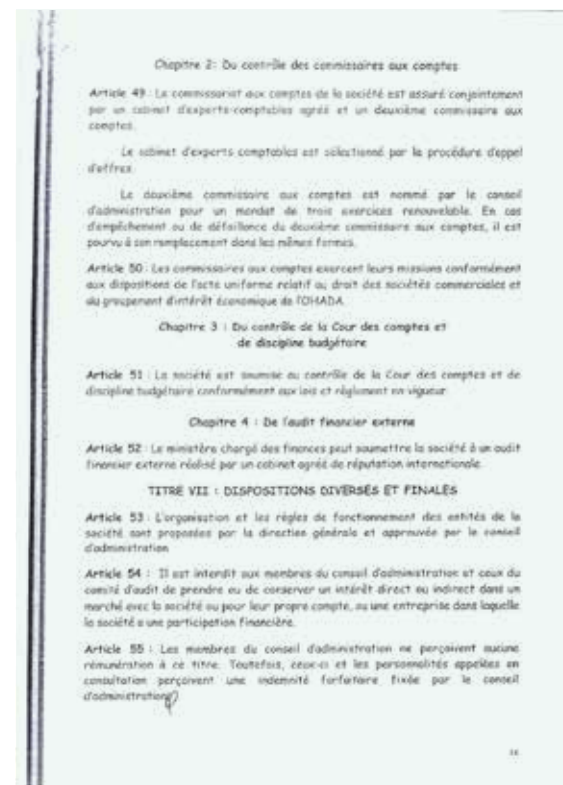 Chapitre 2: Du contrôle des commissaires aux comptes
Article 49 : Le commissariat aux comptes de la société est assuré conjointement
par un cabinet d'experts-comptables agréé et un deuxième commissaire aux
comptes.
Le cabinet d'experts comptables est sélectionné par la procédure d'appel
d'offres.
Le deuxième commissaire aux comptes est nommé par le conseil
d'administration pour un mandat de trois exercices renouvelable. En cas
d'empêchement ou de défaillance du deuxième commissaire aux comptes, il est
pourvu à son remplacement dans les mêmes formes.
Article 50 : Les commissaires aux comptes exercent leurs missions conformément
aux dispositions de l'acte uniforme relatif au droit des sociétés commerciales et
du groupement d'intérêt économique de l'OHADA.
Chapitre 3 : Du contrôle de la Cour des comptes et
de discipline budgétaire
Article 51 : La société est soumise au contrôle de la Cour des comptes et de
discipline budgétaire conformément aux lois et règlement en vigueur.
Chapitre 4 : De l'audit financier externe
Article 52 : Le ministère chargé des finances peut soumettre la société à un audit
financier externe réalisé par un cabinet agréé de réputation internationale.
TITRE VII : DISPOSITIONS DIVERSES ET FINALES
Article 53 : L'organisation et les règles de fonctionnement des entités de la
société sont proposées par la direction générale et approuvée par le conseil
d'administration
Article 54 : Il est interdit aux membres du conseil d'administration et ceux du
comité d'audit de prendre ou de conserver un intérêt direct ou indirect dans un
marché avec la société ou pour leur propre compte, ou une entreprise dans laquelle
la société a une participation financière.
Article 55 : Les membres du conseil d'administration ne perçoivent aucune
rémunération à ce titre. Toutefois, ceux-ci et les personnalités appelées en
consultation perçoivent une indemnité forfaitaire fixée par le conseil
d'administration